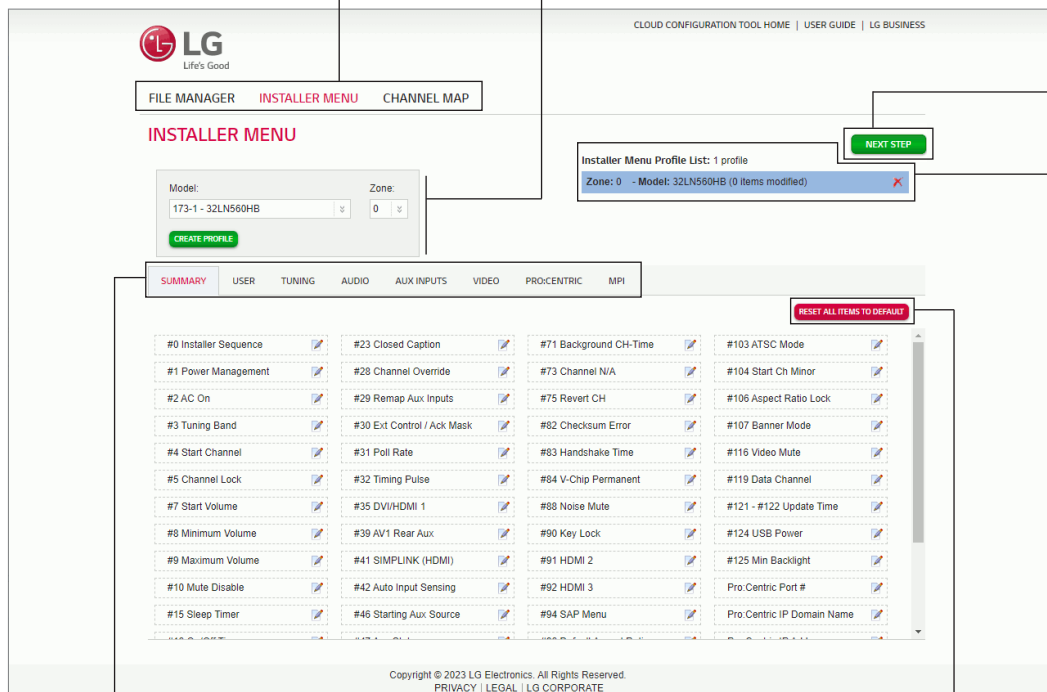 CLOUD CONFIGURATION TOOL HOME | USER GUIDE | LG BUSINESS
LG
Life's Good
FILE MANAGER INSTALLER MENU CHANNEL MAP
INSTALLER MENU
NEXT STEP
Installer Menu Profile List: 1 profile
Zone: 0 - Model: 32LN560HB (0 items modified)
Model: Zone:
173-1 - 32LN560HB 0
CREATE PROFILE
SUMMARY USER TUNING AUDIO AUX INPUTS VIDEO PRO:CENTRIC MPI
RESET ALL ITEMS TO DEFAULT
#0 Installer Sequence #23 Closed Caption #71 Background CH-Time #103 ATSC Mode
#1 Power Management #28 Channel Override #73 Channel N/A #104 Start Ch Minor
#2 AC On #29 Remap Aux Inputs #75 Revert CH #106 Aspect Ratio Lock
#3 Tuning Band #30 Ext Control / Ack Mask #82 Checksum Error #107 Banner Mode
#4 Start Channel #31 Poll Rate #83 Handshake Time #116 Video Mute
#5 Channel Lock #32 Timing Pulse #84 V-Chip Permanent #119 Data Channel
#7 Start Volume #35 DVI/HDMI 1 #88 Noise Mute #121 - #122 Update Time
#8 Minimum Volume #39 AV1 Rear Aux #90 Key Lock #124 USB Power
#9 Maximum Volume #41 SIMPLINK (HDMI) #91 HDMI 2 #125 Min Backlight
#10 Mute Disable #42 Auto Input Sensing #92 HDMI 3 Pro:Centric Port #
#15 Sleep Timer #46 Starting Aux Source #94 SAP Menu Pro:Centric IP Domain Name
Copyright © 2023 LG Electronics. All Rights Reserved.
PRIVACY | LEGAL | LG CORPORATE